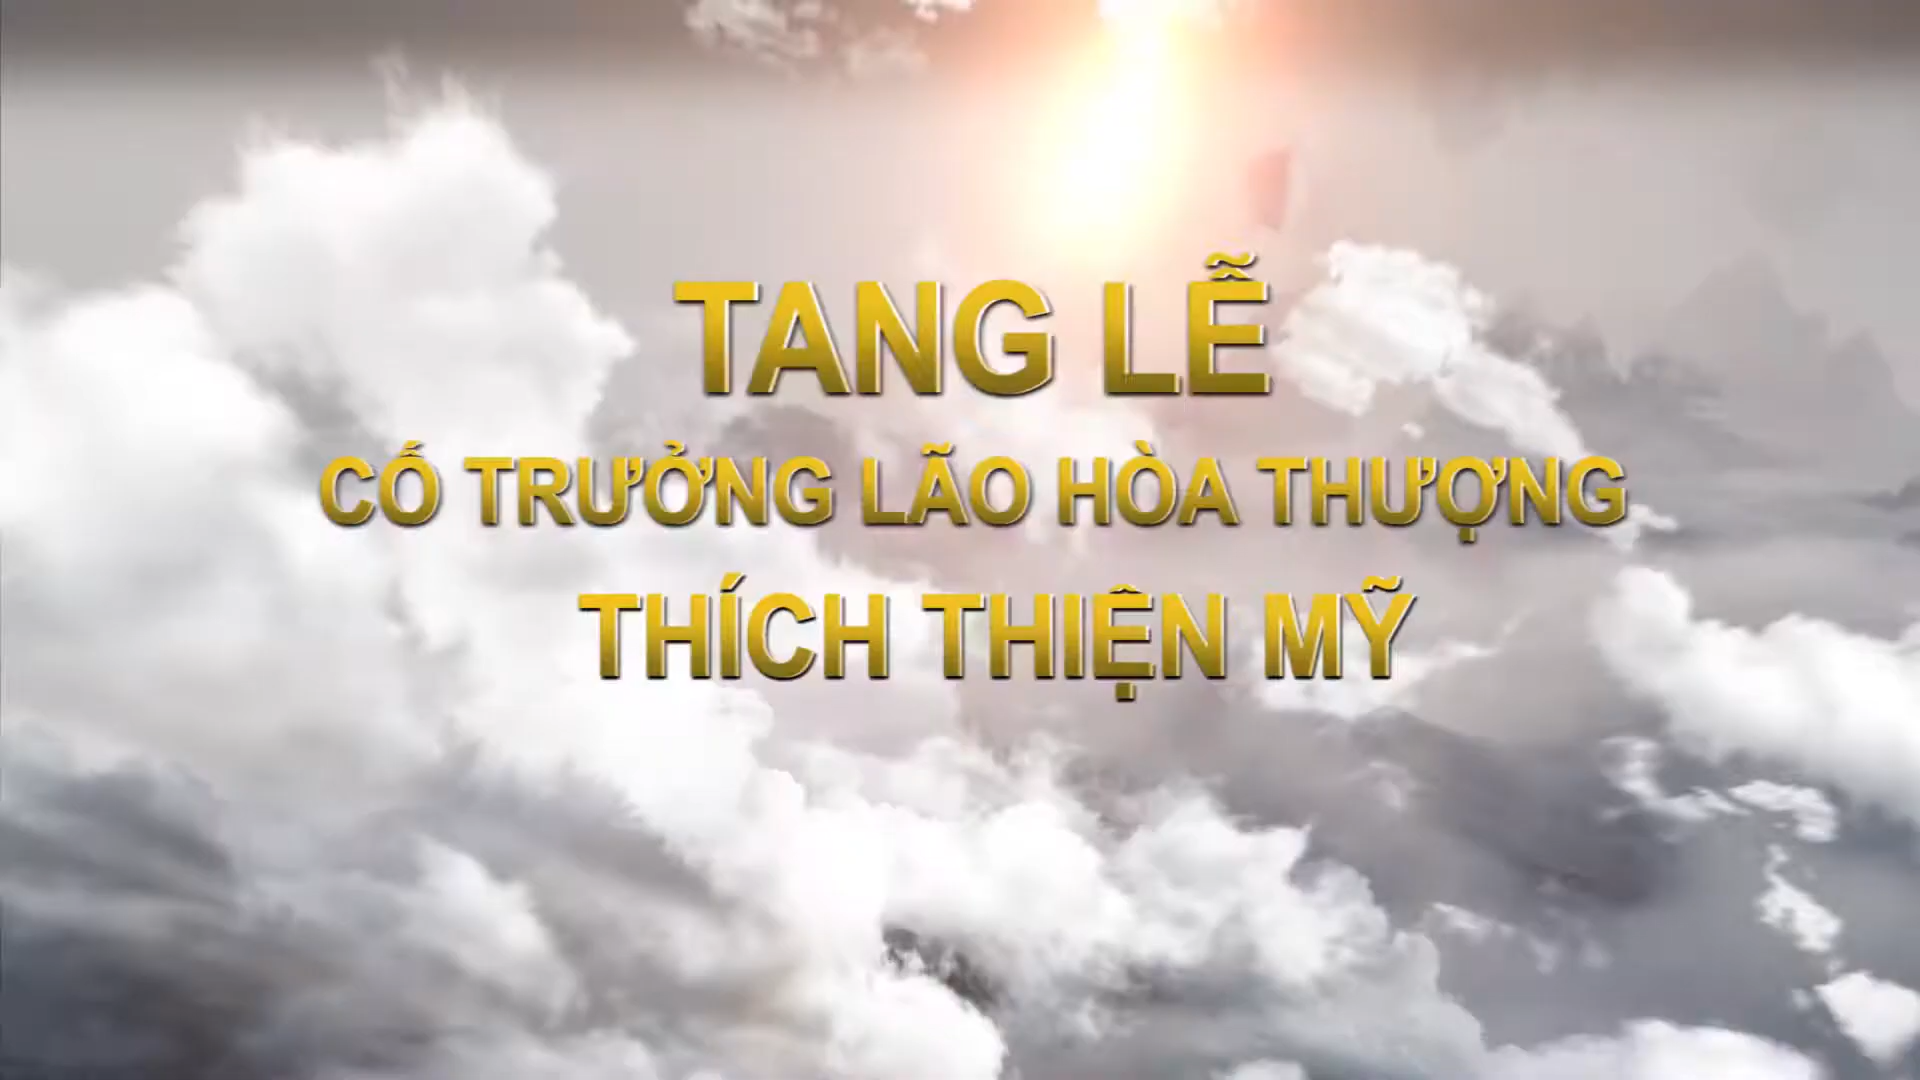 TANG LỄ
CỐ TRƯỞNG LÃO HÒA THƯỢNG
THÍCH THIỆN MỸ